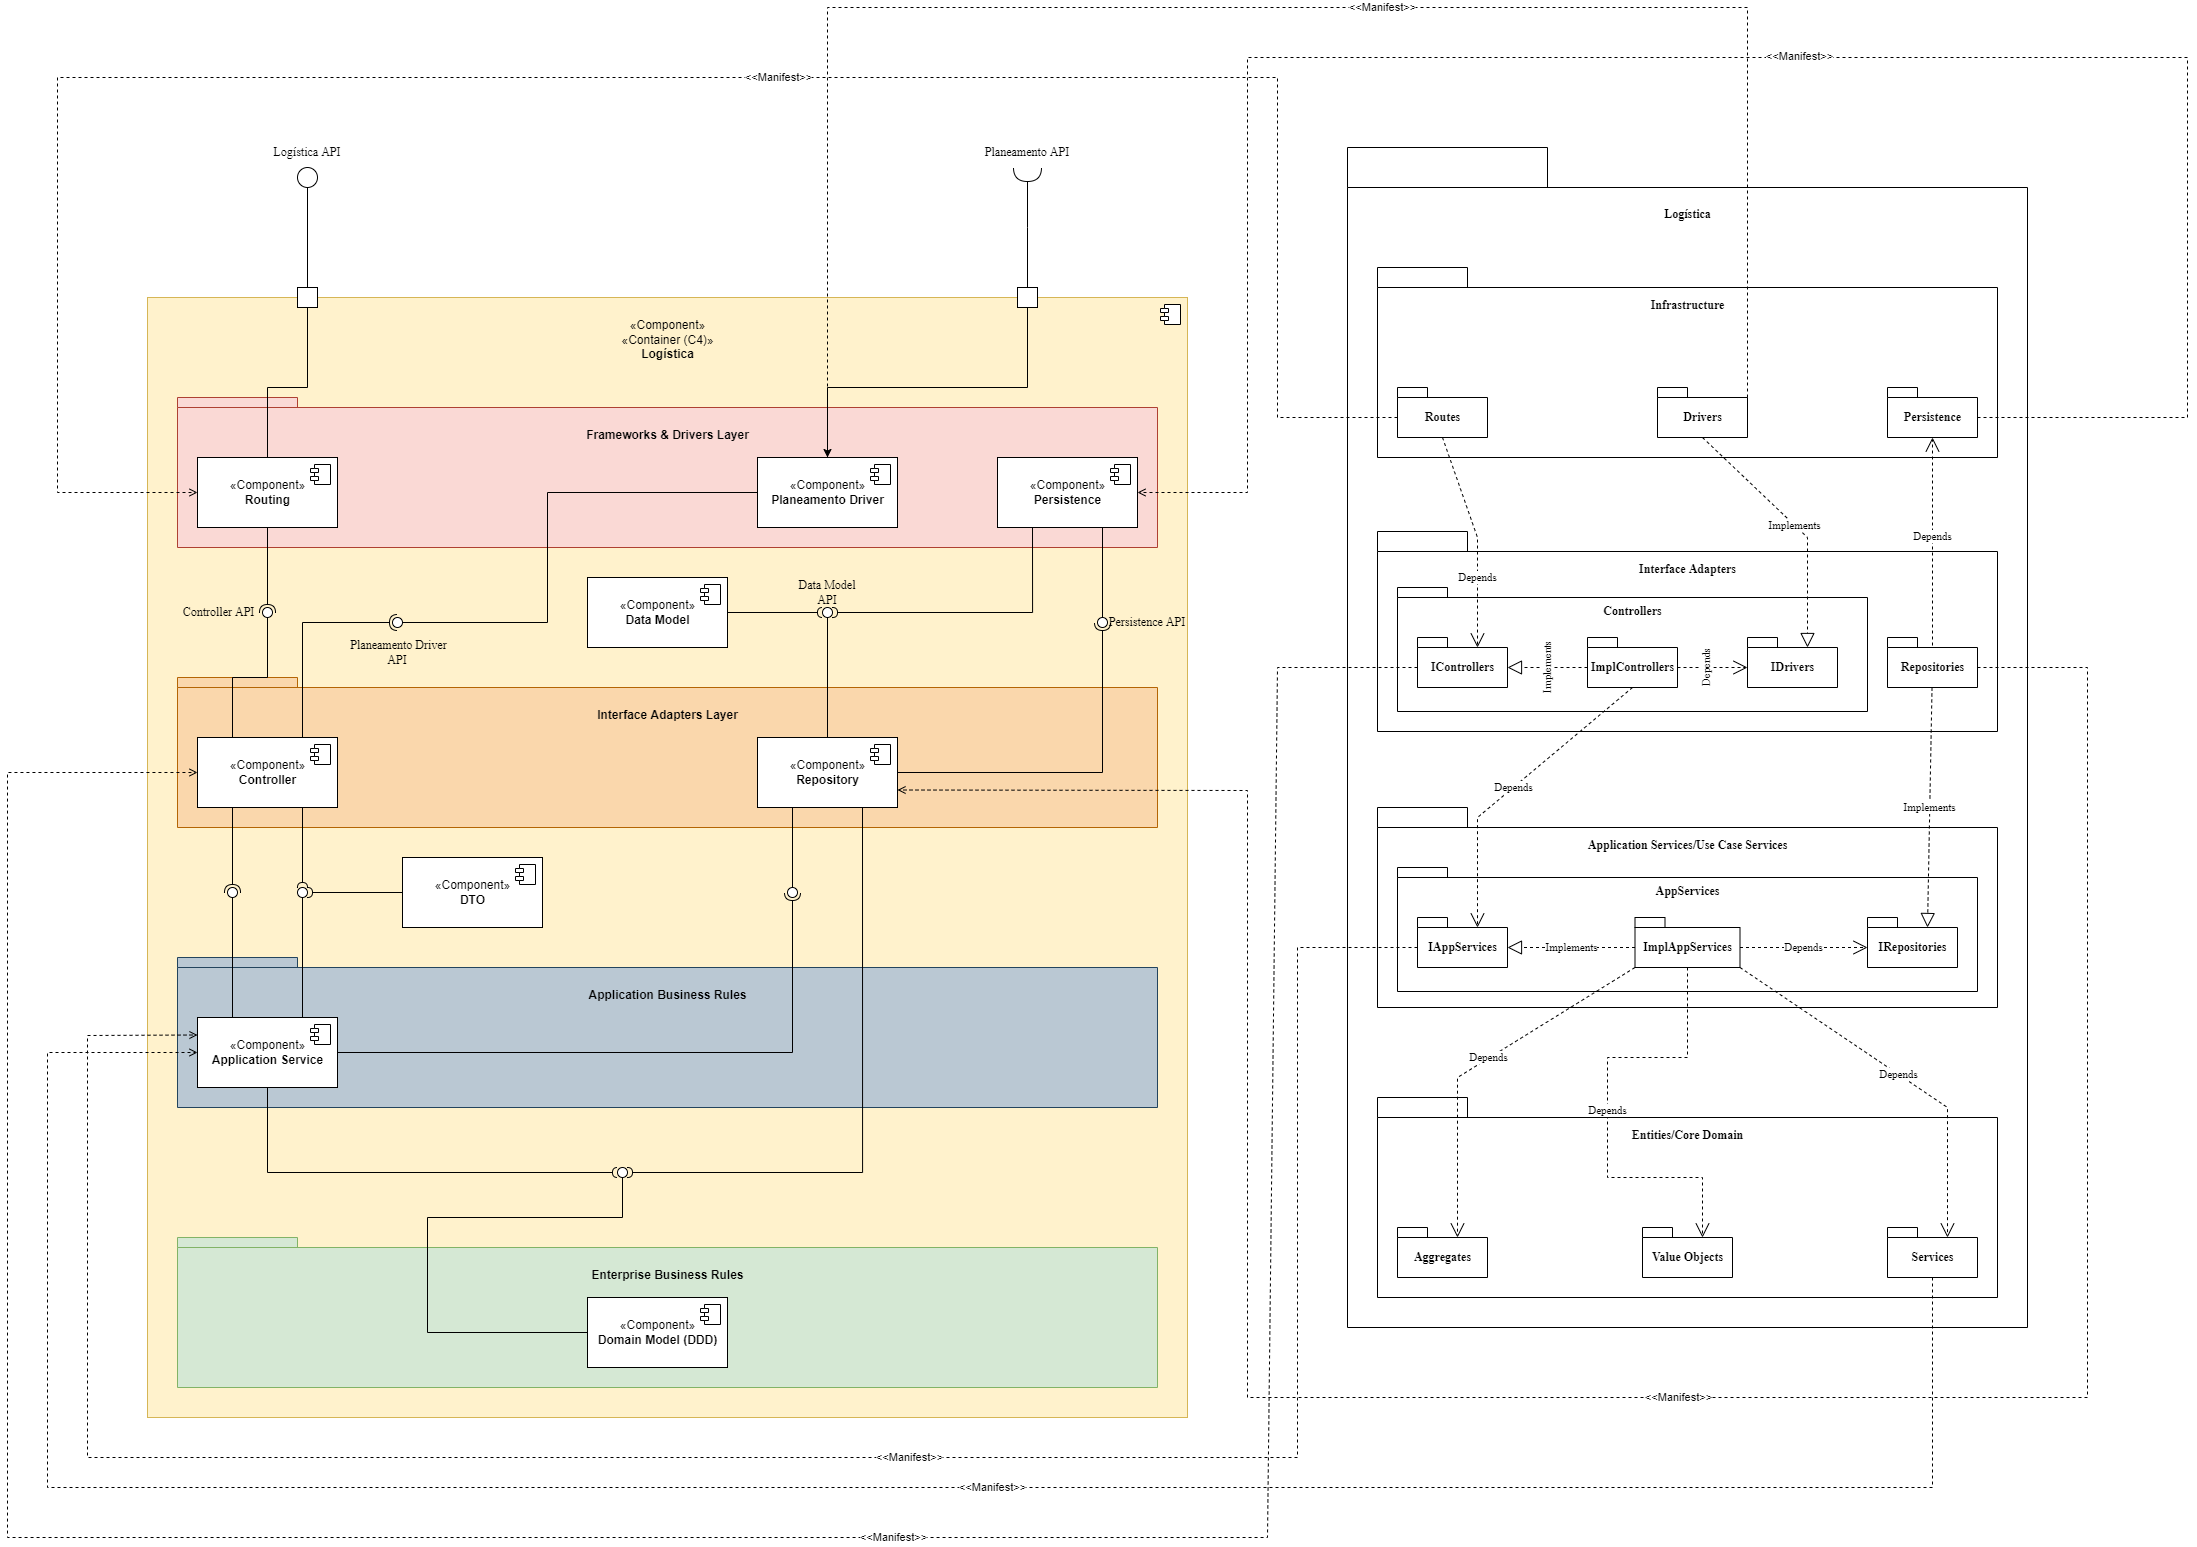 <<Manifest>>
<<Manifest>>
<<Manifest>>
Logística API
Planeamento API
«Component»
«Container (C4)»
Logística
Frameworks & Drivers Layer
«Component»
Routing
«Component»
Planeamento Driver
«Component»
Persistence
Controller API
Planeamento Driver
API
«Component»
Data Model
Data Model
API
Persistence API
Interface Adapters Layer
«Component»
Controller
«Component»
Repository
«Component»
DTO
Application Business Rules
«Component»
Application Service
Enterprise Business Rules
«Component»
Domain Model (DDD)
Logística
Infrastructure
Routes
Drivers
Persistence
Depends
Implements
Depends
Interface Adapters
Controllers
IControllers
Implements
ImplControllers
Depends
IDrivers
Repositories
Depends
Implements
Application Services/Use Case Services
AppServices
IAppServices
Implements
ImplAppServices
Depends
IRepositories
Depends
Depends
Depends
Entities/Core Domain
Aggregates
Value Objects
Services
<<Manifest>>
<<Manifest>>
<<Manifest>>
<<Manifest>>